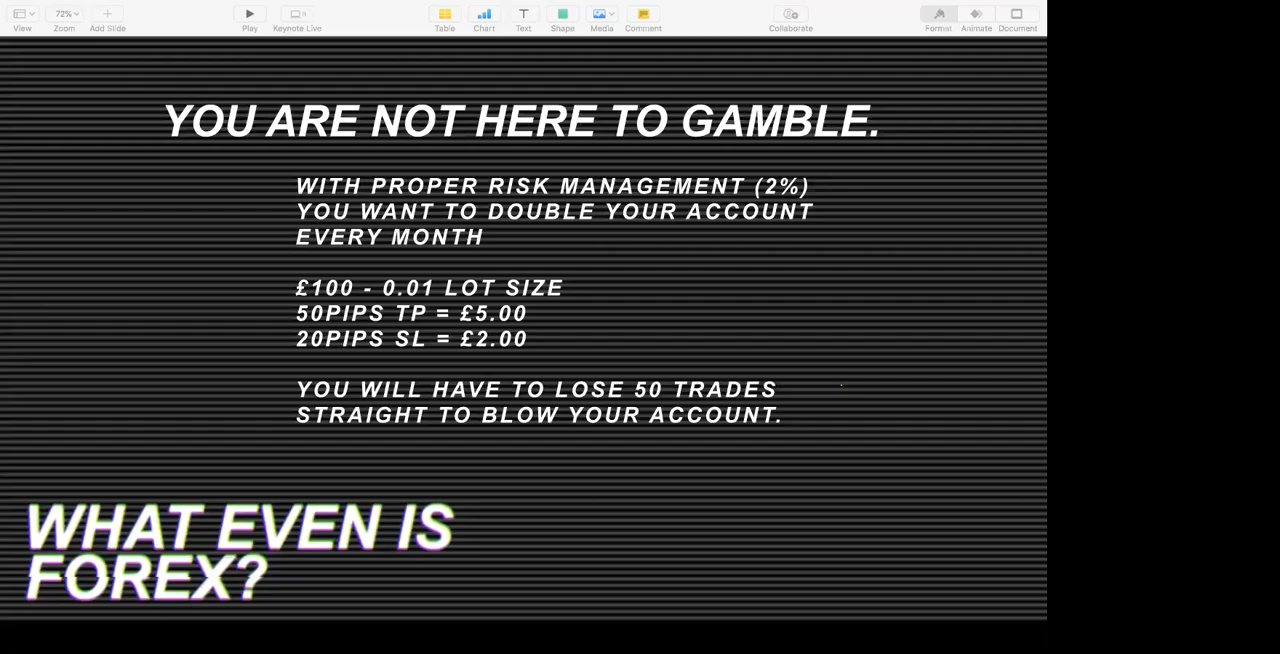 72%
View
Zoom
Add Slide
Play
Keynote Live
Table
Chart
Text
Shape
Media
Comment
Collaborate
Format
Animate
Document
YOU ARE NOT HERE TO GAMBLE.
WITH PROPER RISK MANAGEMENT (2%)
YOU WANT TO DOUBLE YOUR ACCOUNT
EVERY MONTH
£100 - 0.01 LOT SIZE
50PIPS TP = £5.00
20PIPS SL = £2.00
YOU WILL HAVE TO LOSE 50 TRADES
STRAIGHT TO BLOW YOUR ACCOUNT.
WHAT EVEN IS
FOREX?